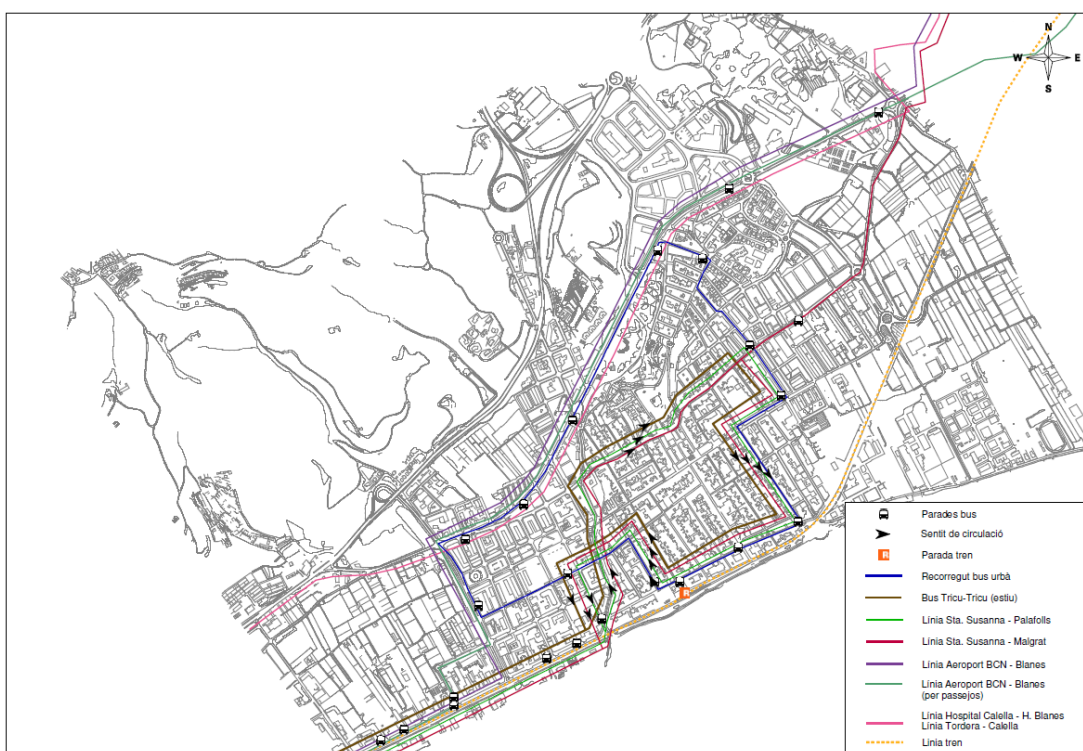 N
W
E
S
Parades bus
Sentit de circulació
R
Parada tren
Recorregut bus urbà
Bus Tricu-Tricu (estiu)
Línia Sta. Susanna - Palafolls
Línia Sta. Susanna - Malgrat
Línia Aeport BCN - Blanes
Línia Aeroport BCN - Blanes
(per passejos)
Línia Hospital Calella - H. Blanes
Línia Tordera - Calella
Linia tren
R